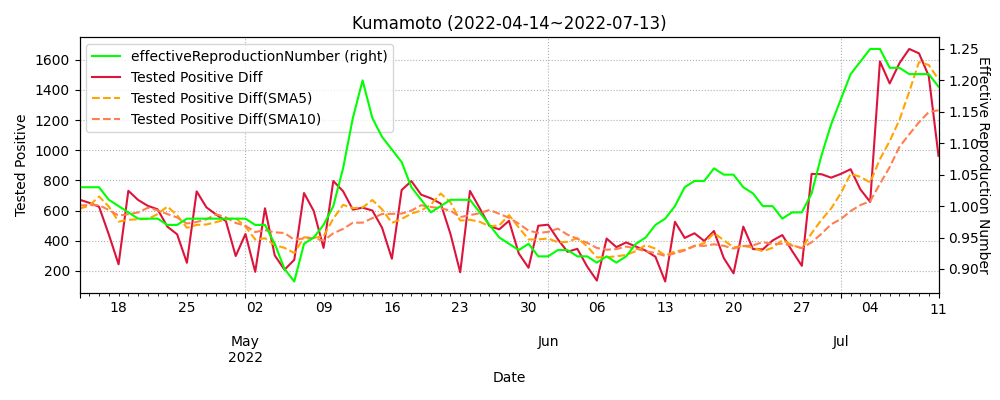 Kumamoto (2022-04-14~2022-07-13)
effectiveReproductionNumber (right)
Tested Positive Diff
Tested Positive Diff(SMA5)
Tested Positive Diff(SMA10)
Tested Positive
1600
1400
1200
1000
800
600
400
200
1.25
1.20
1.15
1.10
1.05
1.00
0.95
0.90
Effective Reproduction Number
18 25 02 09 16 23 30 06 13 20 27 04 11
May Jun Jul
2022
Date